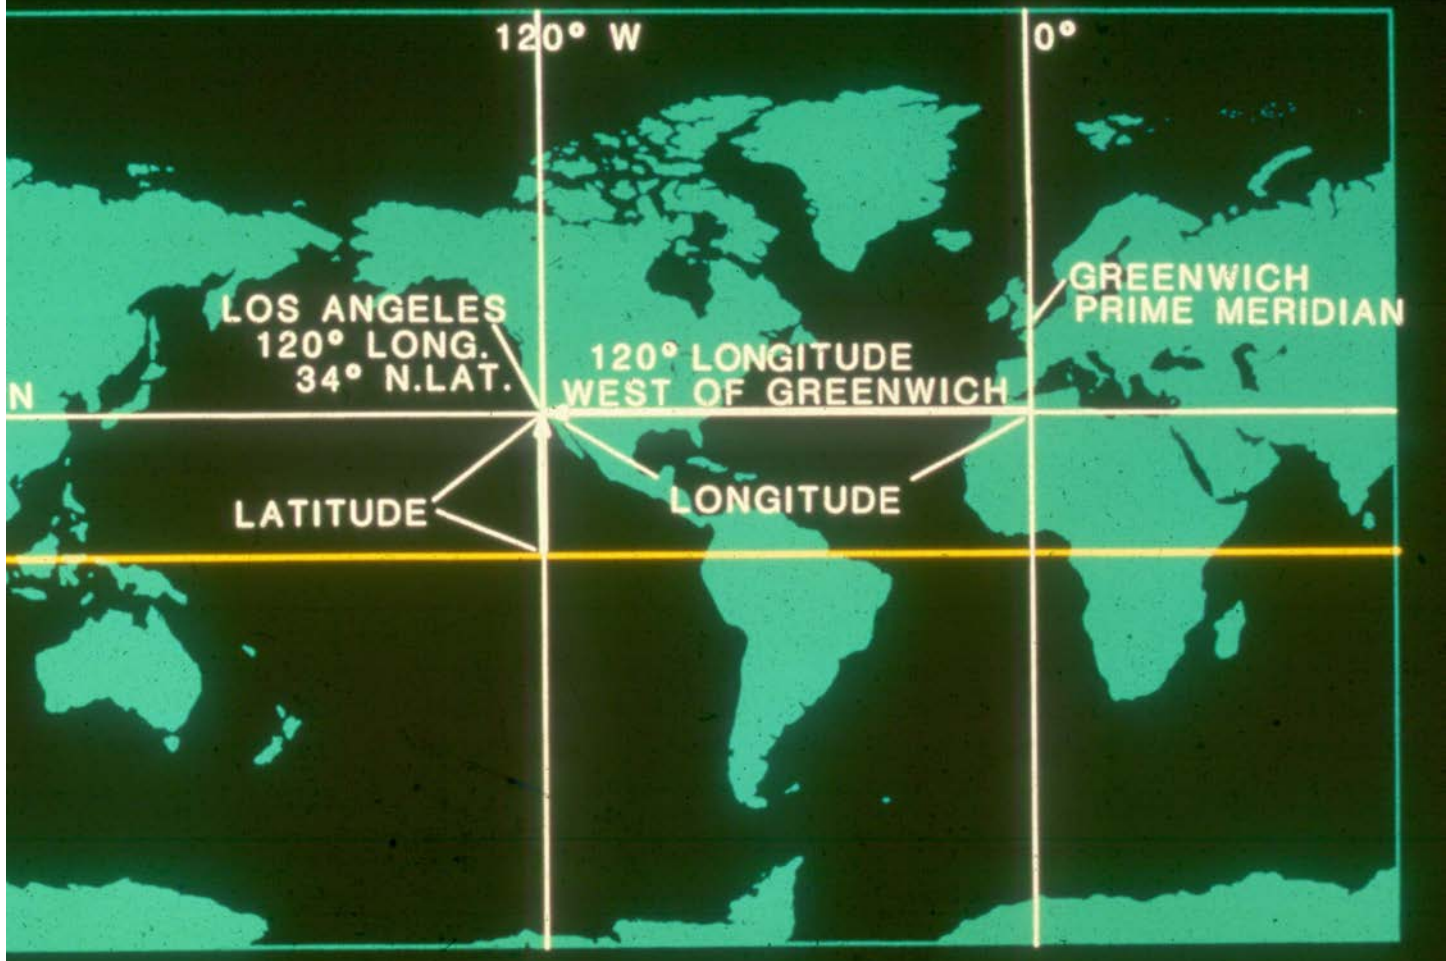 120° W
0°
GREENWICH
PRIME MERIDIAN
LOS ANGELES
120° LONG.
34° N.LAT.
120° LONGITUDE
WEST OF GREENWICH
N
LATITUDE
LONGITUDE